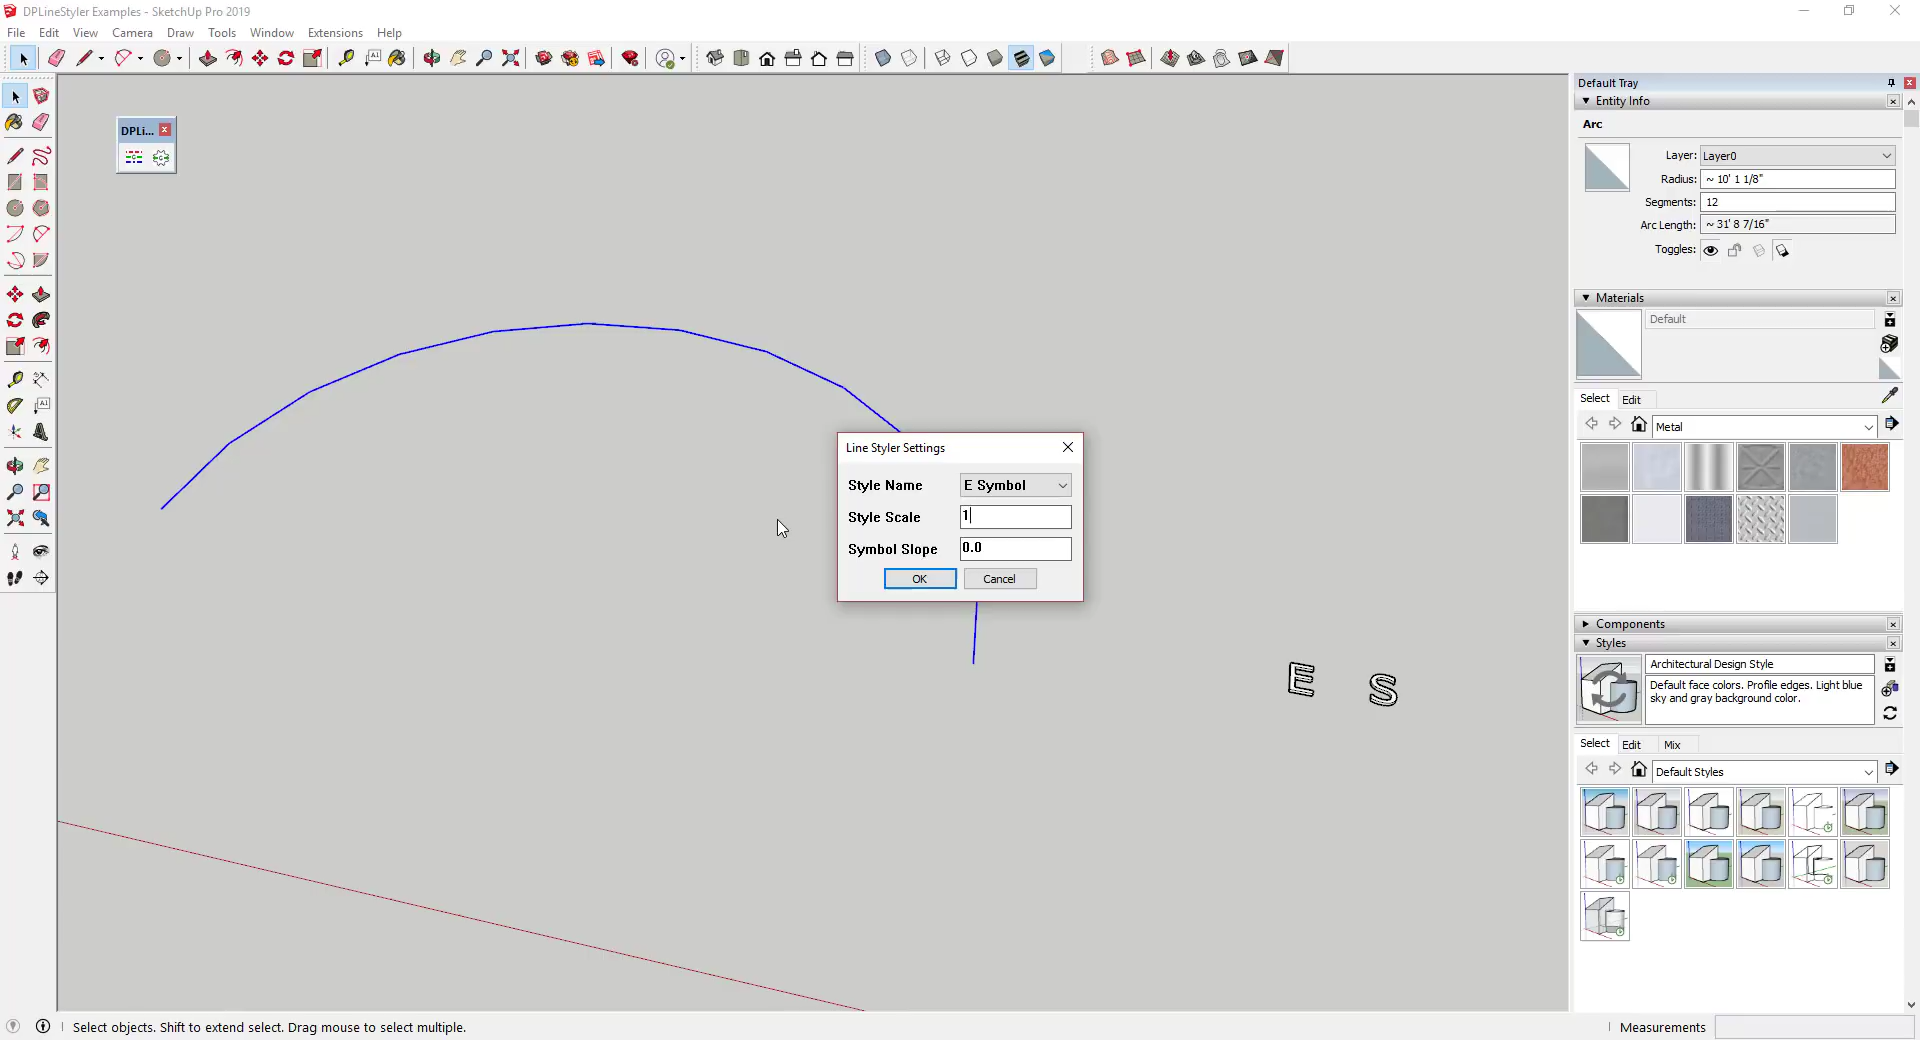 DPLineStyler Examples - SketchUp Pro 2019
File Edit View Camera Draw Tools Window Extensions Help
DPLi...
Line Styler Settings
Style Name E Symbol
Style Scale 1
Symbol Slope 0.0
OK Cancel
E S
Default Tray
Entity Info
Arc
Layer: Layer0
Radius: ~ 10' 1 1/8"
Segments: 12
Arc Length: ~ 31' 8 7/16"
Toggles:
Materials
Default
Select Edit
Metal
Components
Styles
Architectural Design Style
Default face colors. Profile edges. Light blue
sky and gray background color.
Select Edit Mix
Default Styles
Select objects. Shift to extend select. Drag mouse to select multiple.
Measurements